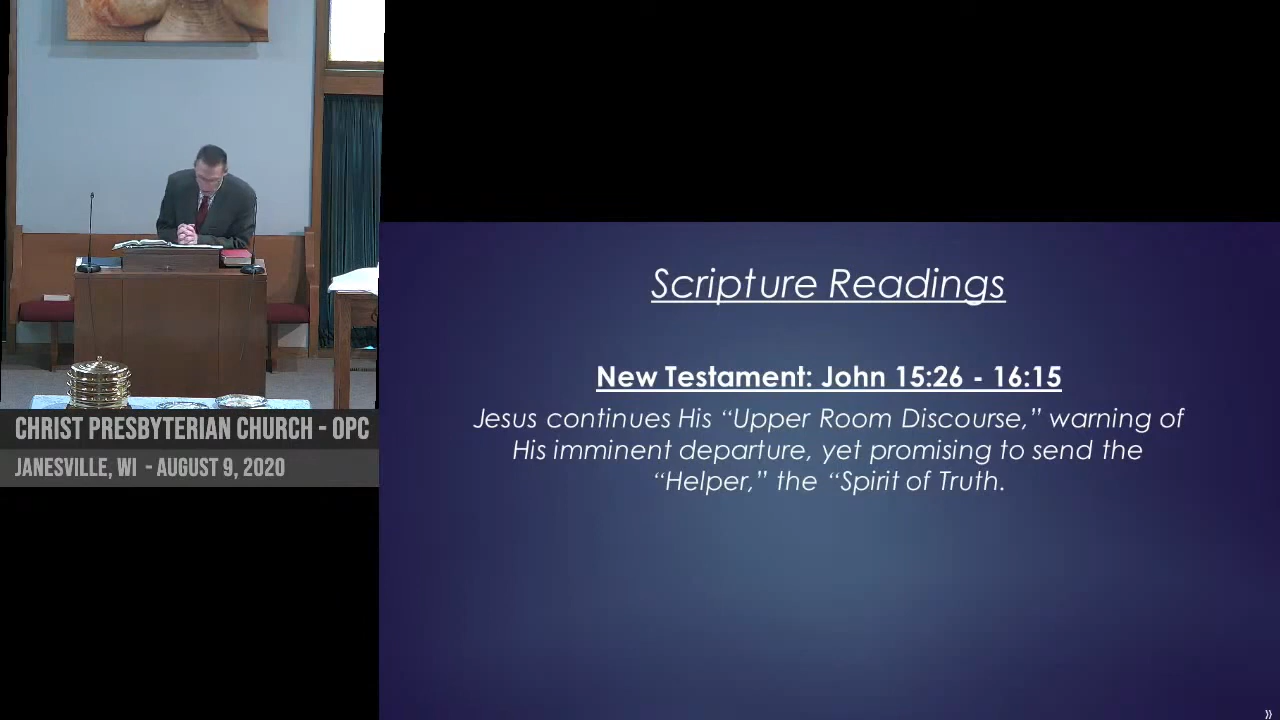 CHRIST PRESBYTERIAN CHURCH - OPC
JANESVILLE, WI - AUGUST 9, 2020
Scripture Readings
New Testament: John 15:26 - 16:15
Jesus continues His “Upper Room Discourse,” warning of
His imminent departure, yet promising to send the
“Helper,” the “Spirit of Truth.